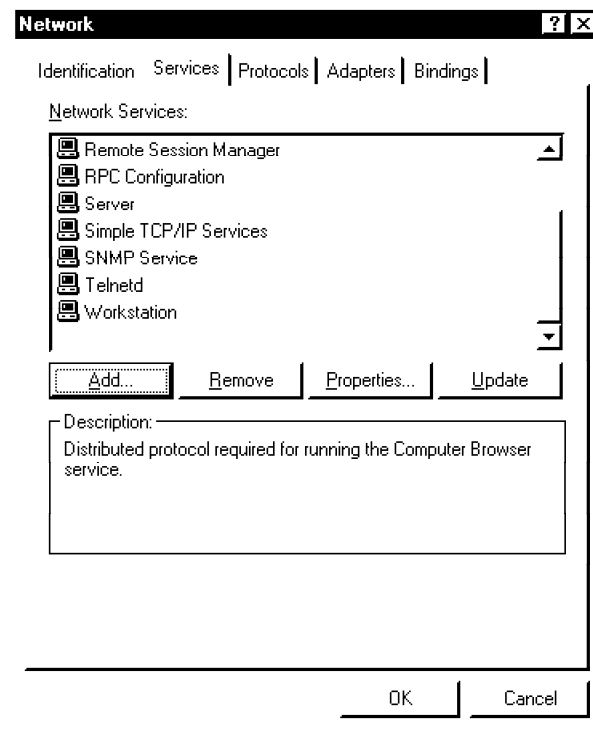 Network
Identification Services Protocols Adapters Bindings
Network Services:
Remote Session Manager
RPC Configuration
Server
Simple TCP/IP Services
SNMP Service
Telnetd
Workstation
Add... Remove Properties... Update
Description:
Distributed protocol required for running the Computer Browser
service.
OK Cancel